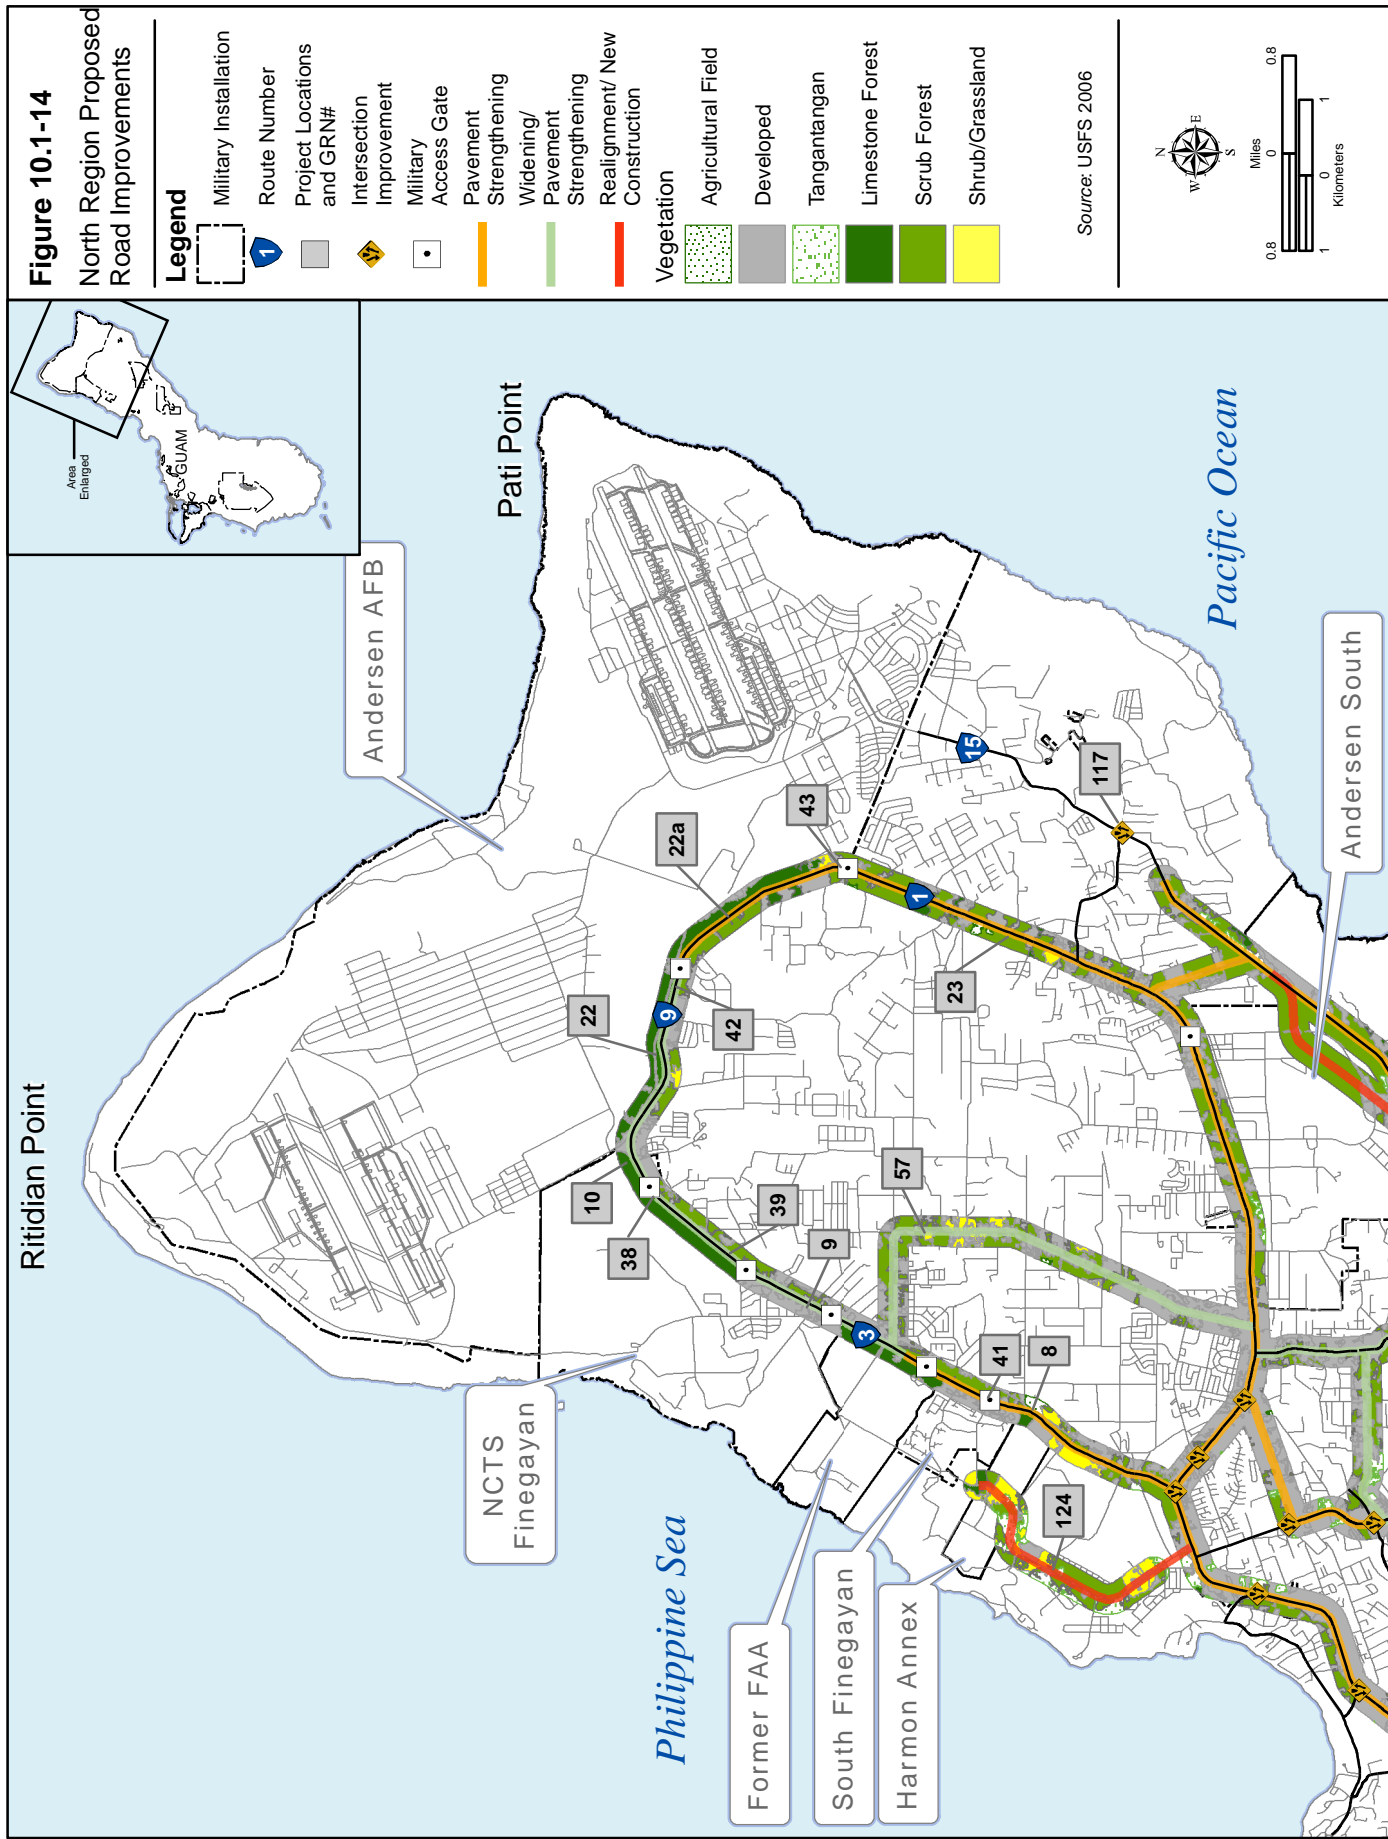 Figure 10.1-14
North Region Proposed
Road Improvements
Legend
Military Installation
1
Route Number
Project Locations
and GRN#
Intersection
Improvement
Military
Access Gate
Pavement
Strengthening
Widening/
Pavement
Strengthening
Realignment/ New
Construction
Vegetation
Agricultural Field
Developed
Tangantangan
Limestone Forest
Scrub Forest
Shrub/Grassland
Source: USFS 2006
N
W
E
S
Miles
0.8
0
0.8
1
0
1
Kilometers
Area
Enlarged
GUAM
Ritidian Point
Andersen AFB
Pati Point
NCTS
Finegayan
Philippine Sea
Former FAA
South Finegayan
Harmon Annex
Pacific Ocean
Andersen South
10
38
22
22a
9
42
43
39
9
3
57
41
8
124
1
23
15
117